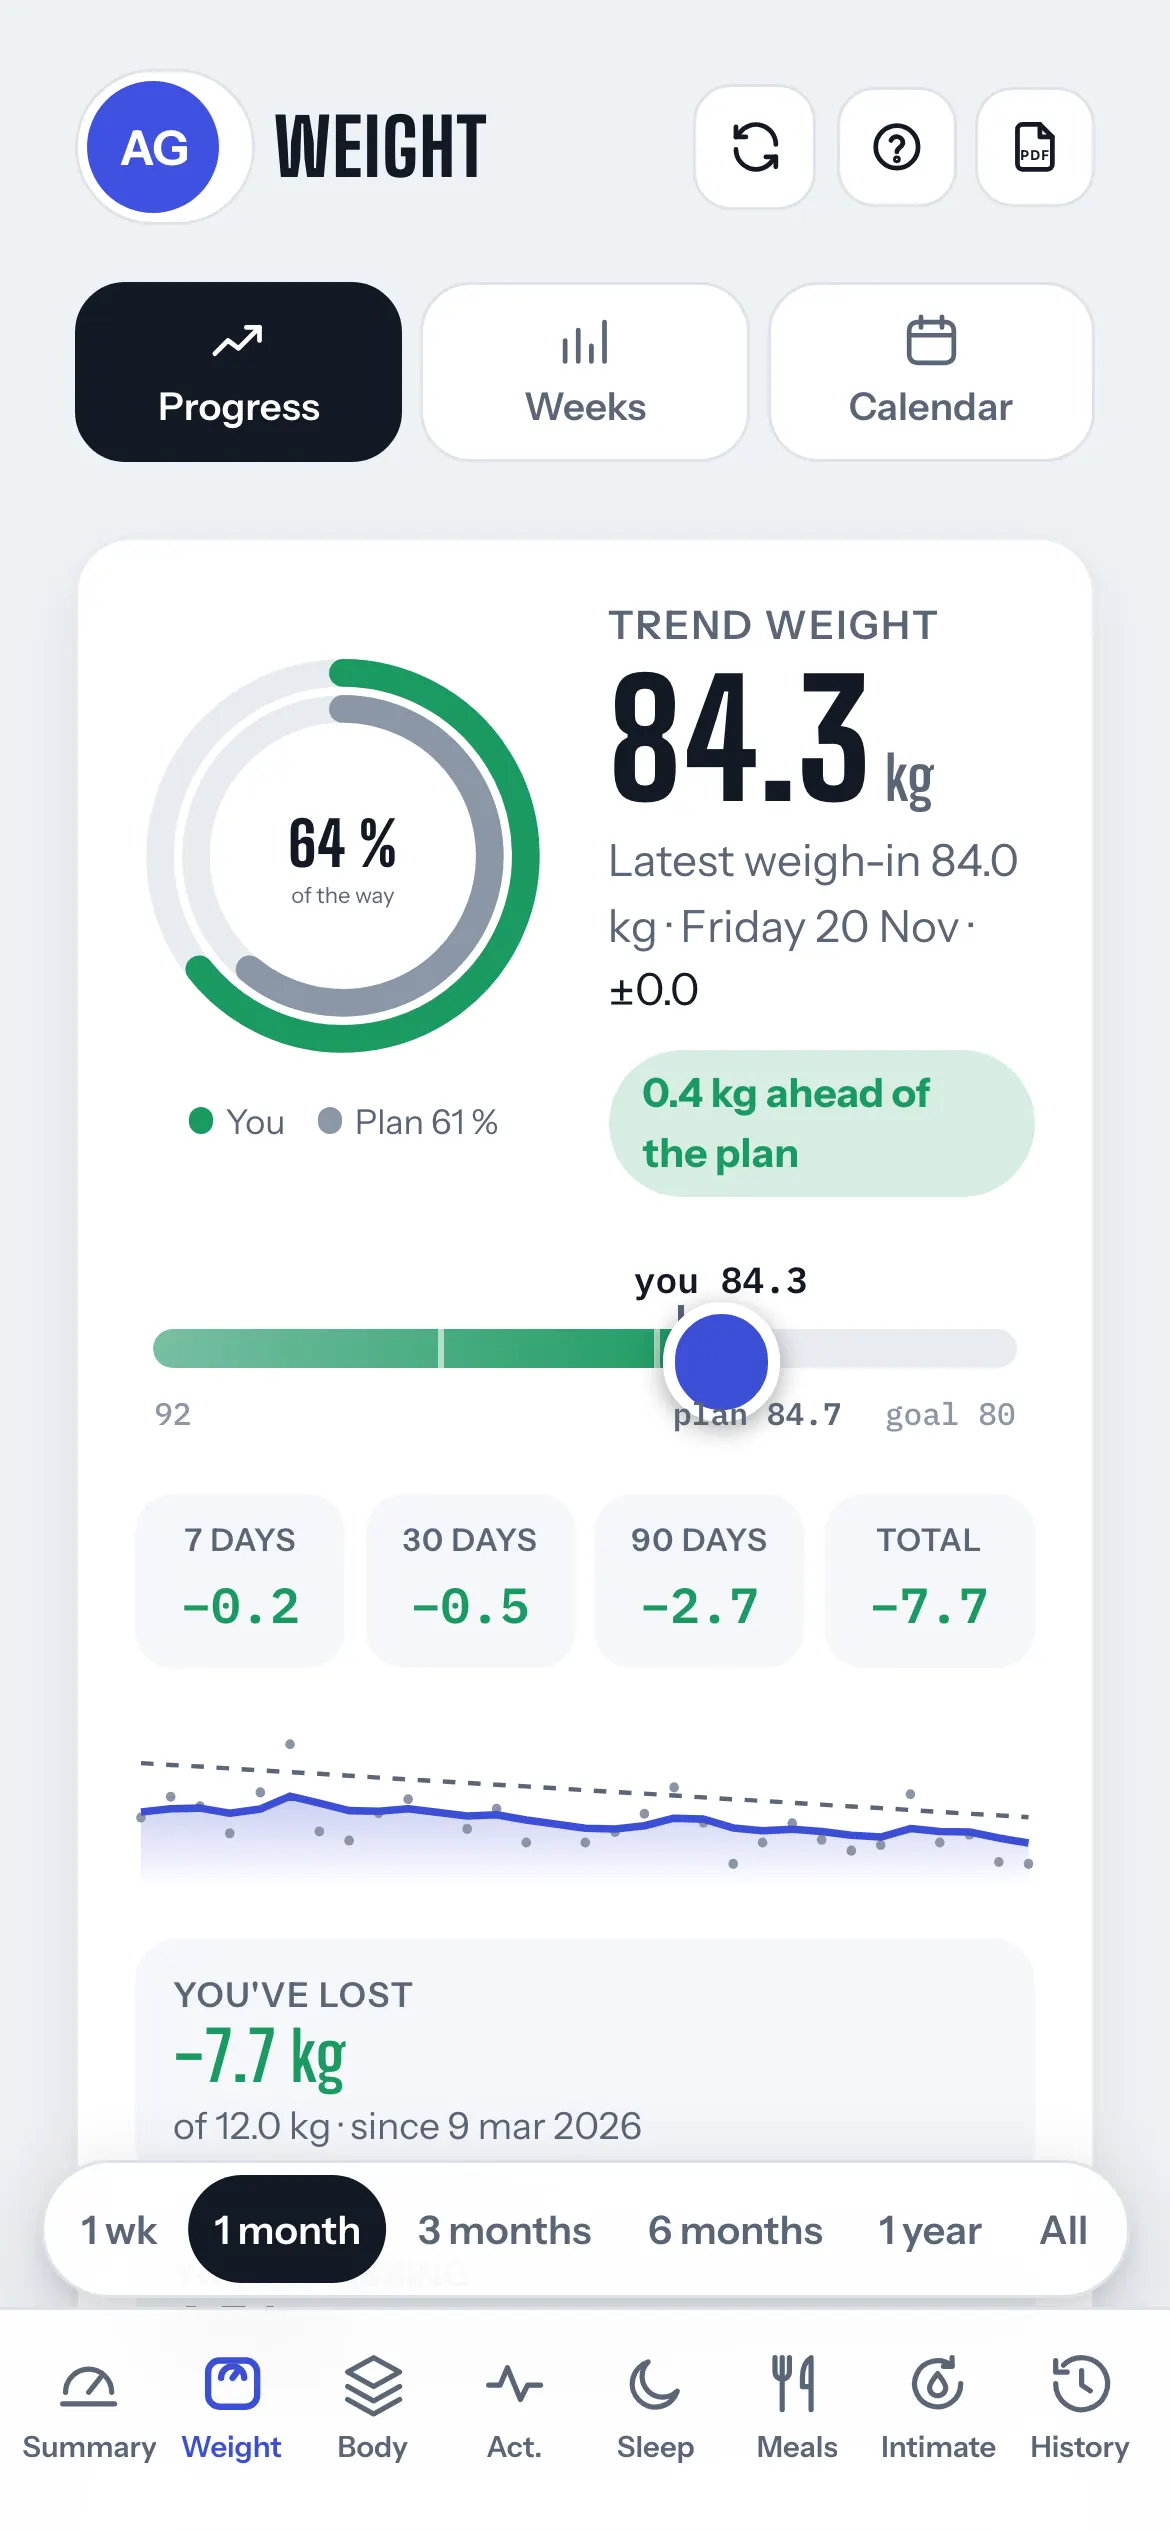 AG
WEIGHT
PDF
Progress
Weeks
Calendar
64 %
of the way
You
Plan 61 %
TREND WEIGHT
84.3 kg
Latest weigh-in 84.0
kg · Friday 20 Nov ·
±0.0
0.4 kg ahead of
the plan
you 84.3
92
plan 84.7
goal 80
7 DAYS
−0.2
30 DAYS
−0.5
90 DAYS
−2.7
TOTAL
−7.7
YOU'VE LOST
−7.7 kg
of 12.0 kg · since 9 mar 2026
1 wk
1 month
3 months
6 months
1 year
All
Summary
Weight
Body
Act.
Sleep
Meals
Intimate
History